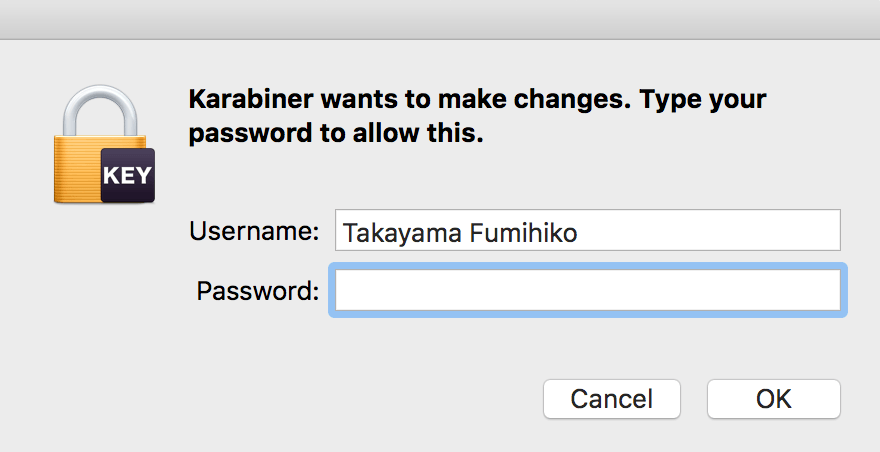 Karabiner wants to make changes. Type your
password to allow this.
KEY
Username: Takayama Fumihiko
Password:
Cancel OK